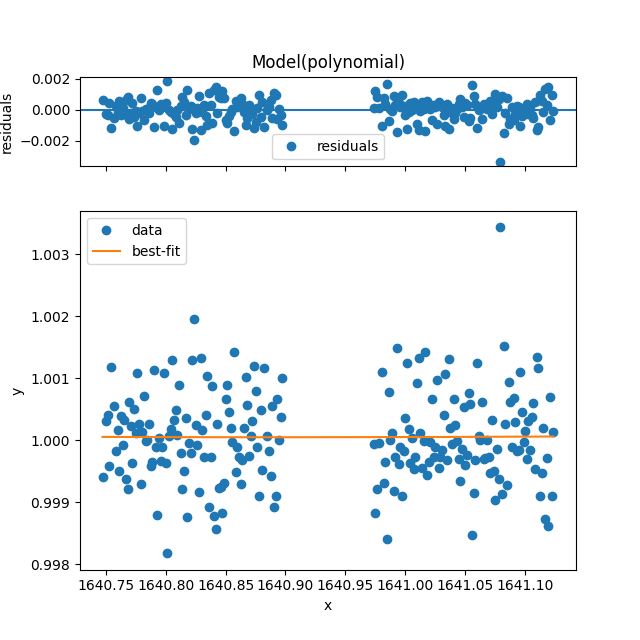 Model(polynomial)
0.002
0.000
−0.002
residuals
residuals
data
best-fit
1.003
1.002
1.001
1.000
0.999
0.998
y
1640.75 1640.80 1640.85 1640.90 1640.95 1641.00 1641.05 1641.10
x